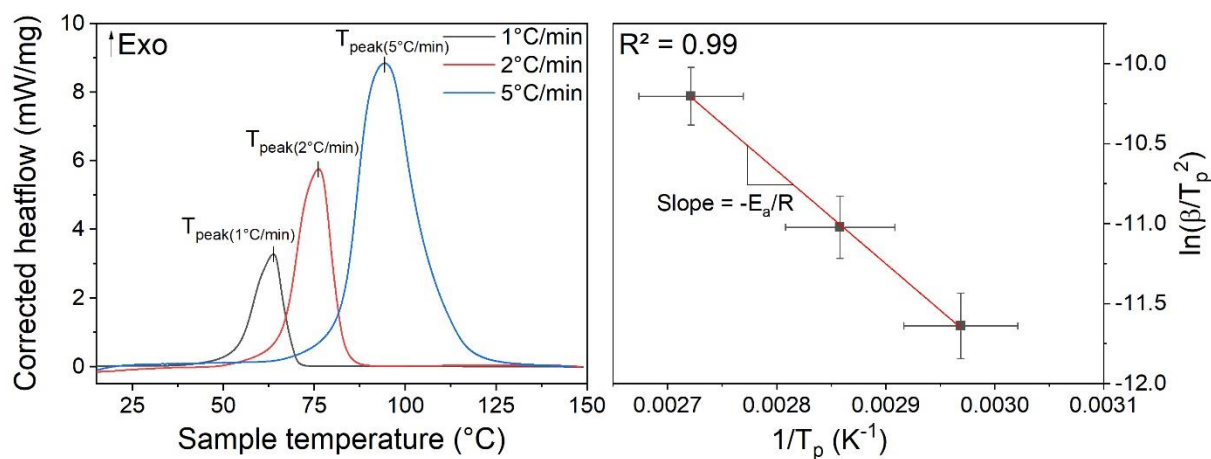 ↑Exo
T_peak(5°C/min)
1°C/min
2°C/min
5°C/min
T_peak(2°C/min)
T_peak(1°C/min)
10
8
6
4
2
0
25
50
75
100
125
150
Corrected heatflow (mW/mg)
Sample temperature (°C)
R² = 0.99
Slope = -Eₐ/R
-10.0
-10.5
-11.0
-11.5
-12.0
0.0027
0.0028
0.0029
0.0030
0.0031
ln(β/Tₚ²)
1/Tₚ (K⁻¹)